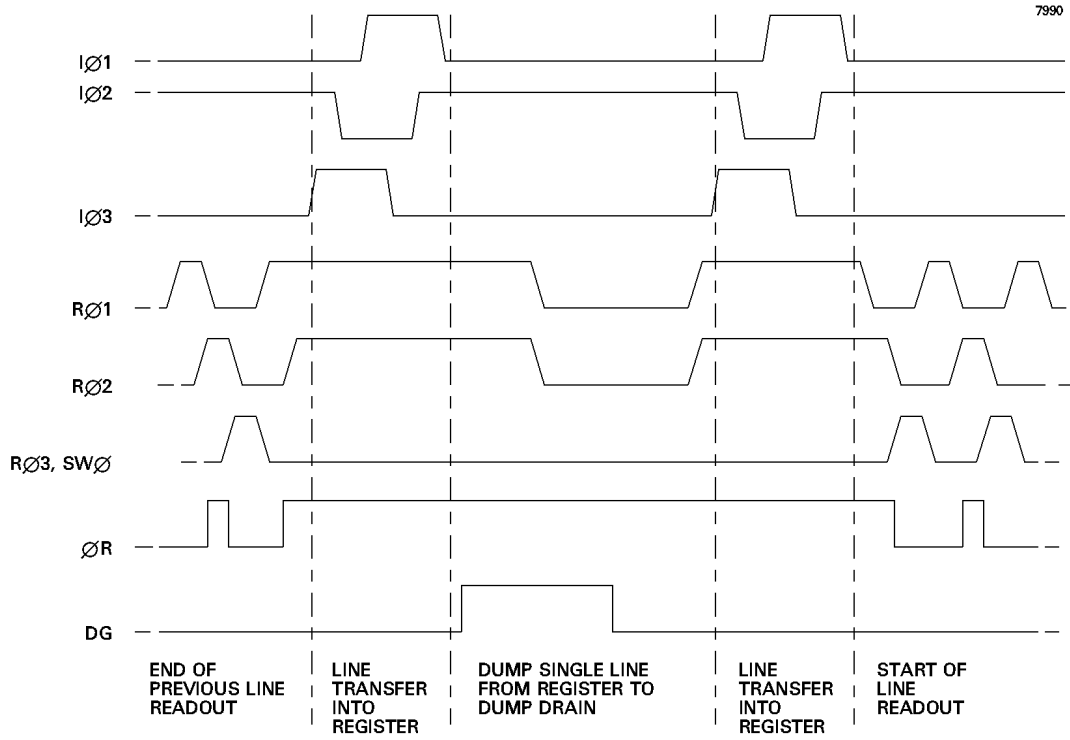 7990
IØ1
IØ2
IØ3
RØ1
RØ2
RØ3, SWØ
ØR
DG
END OF
PREVIOUS LINE
READOUT
LINE
TRANSFER
INTO
REGISTER
DUMP SINGLE LINE
FROM REGISTER TO
DUMP DRAIN
LINE
TRANSFER
INTO
REGISTER
START OF
LINE
READOUT